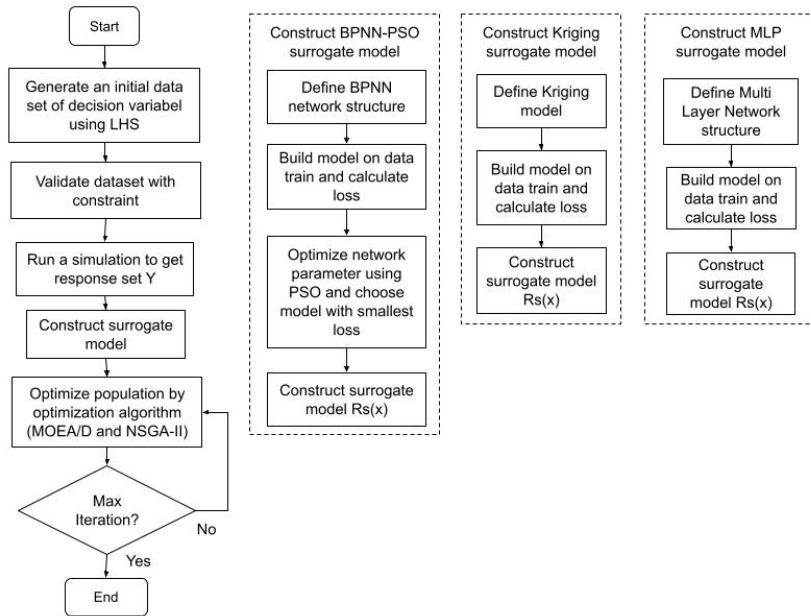 Start
Generate an initial data
set of decision variabel
using LHS
Validate dataset with
constraint
Run a simulation to get
response set Y
Construct surrogate
model
Optimize population by
optimization algorithm
(MOEA/D and NSGA-II)
Max
Iteration?
No
Yes
End
Construct BPNN-PSO
surrogate model
Define BPNN
network structure
Build model on data
train and calculate
loss
Optimize network
parameter using
PSO and choose
model with smallest
loss
Construct surrogate
model Rs(x)
Construct Kriging
surrogate model
Define Kriging
model
Build model on
data train and
calculate loss
Construct
surrogate model
Rs(x)
Construct MLP
surrogate model
Define Multi
Layer Network
structure
Build model on
data train and
calculate loss
Construct
surrogate
model Rs(x)